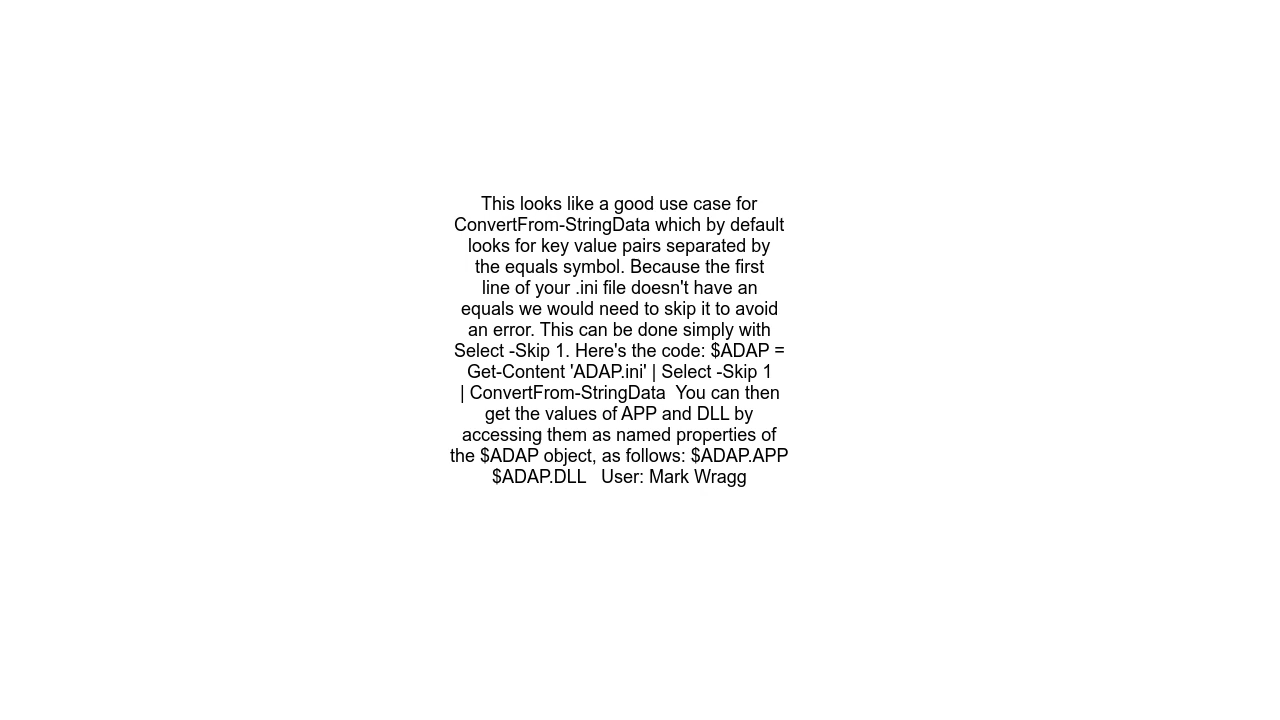 This looks like a good use case for
ConvertFrom-StringData which by default
looks for key value pairs separated by
the equals symbol. Because the first
line of your .ini file doesn't have an
equals we would need to skip it to avoid
an error. This can be done simply with
Select -Skip 1. Here's the code: $ADAP =
Get-Content 'ADAP.ini' | Select -Skip 1
| ConvertFrom-StringData  You can then
get the values of APP and DLL by
accessing them as named properties of
the $ADAP object, as follows: $ADAP.APP
$ADAP.DLL   User: Mark Wragg